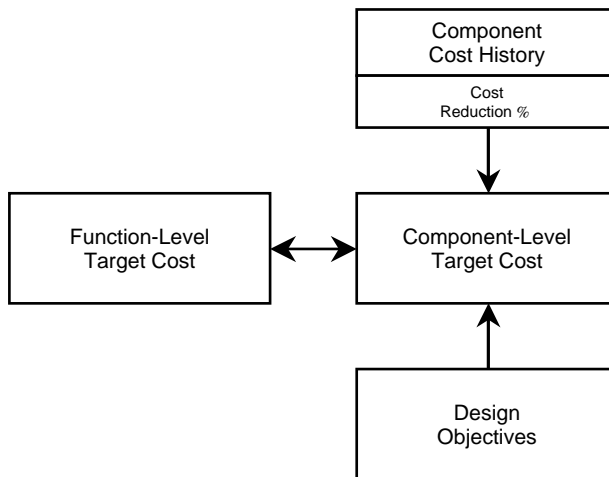 Component
Cost History
Cost
Reduction %
Function-Level
Target Cost
Component-Level
Target Cost
Design
Objectives